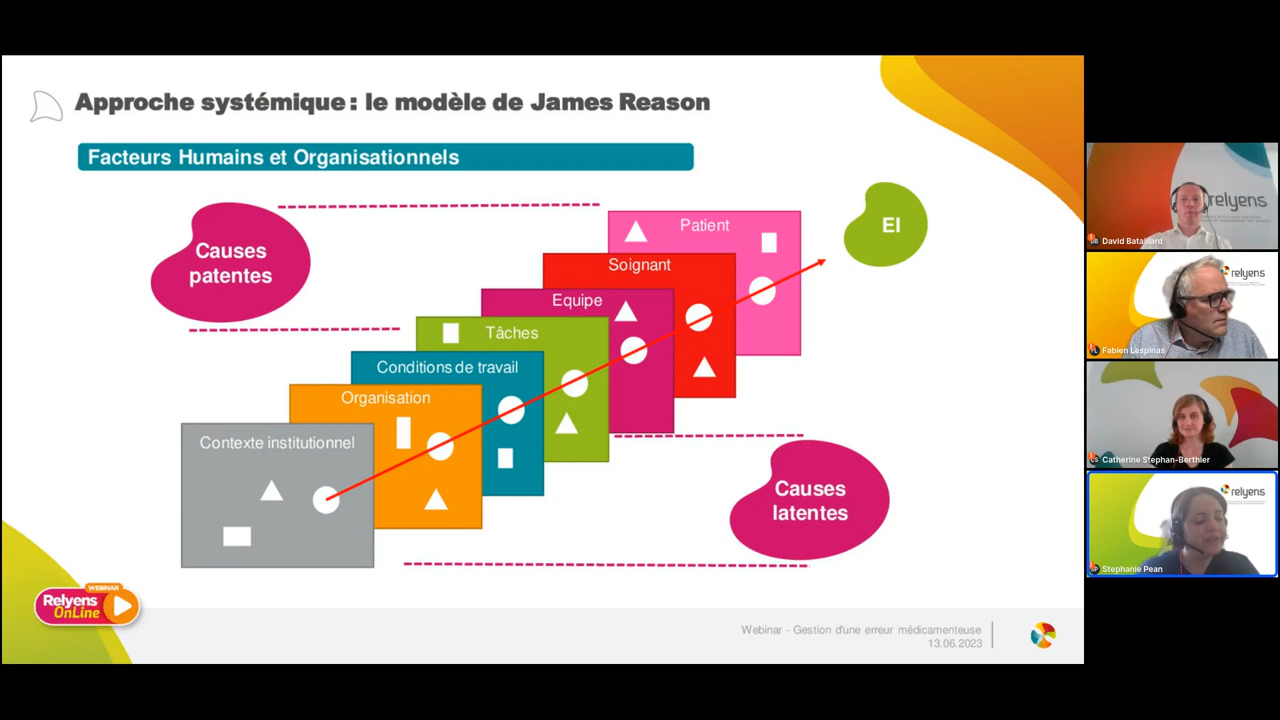 Approche systémique : le modèle de James Reason
Facteurs Humains et Organisationnels
Causes
patentes
Patient
Soignant
Equipe
Tâches
Conditions de travail
Organisation
Contexte institutionnel
EI
Causes
latentes
WEBINAR
Relyens
OnLine
Webinar - Gestion d'une erreur médicamenteuse
13.06.2023
relyens
David Bataillard
relyens
Fabien Lespinas
Catherine Stephan-Berthier
relyens
Stephanie Pean